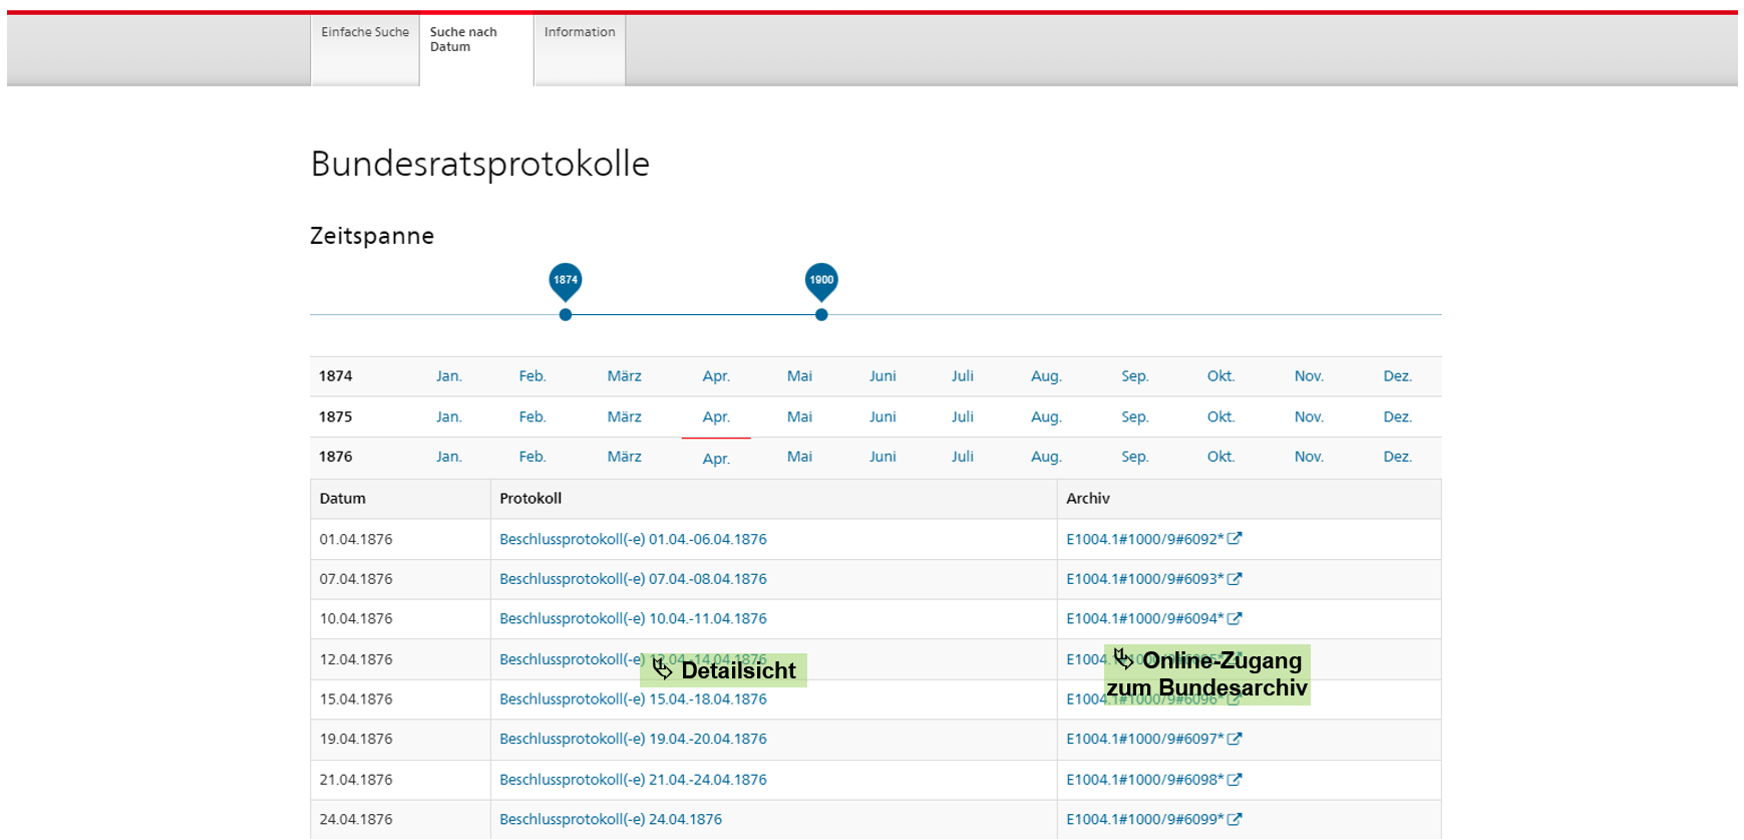 Einfache Suche
Suche nach Datum
Information
Bundesratsprotokolle
Zeitspanne
1874 1900
1874 Jan. Feb. März Apr. Mai Juni Juli Aug. Sep. Okt. Nov. Dez.
1875 Jan. Feb. März Apr. Mai Juni Juli Aug. Sep. Okt. Nov. Dez.
1876 Jan. Feb. März Apr. Mai Juni Juli Aug. Sep. Okt. Nov. Dez.
Datum Protokoll Archiv
01.04.1876 Beschlussprotokoll(-e) 01.04.-06.04.1876 E1004.1#1000/9#6092*
07.04.1876 Beschlussprotokoll(-e) 07.04.-08.04.1876 E1004.1#1000/9#6093*
10.04.1876 Beschlussprotokoll(-e) 10.04.-11.04.1876 E1004.1#1000/9#6094*
12.04.1876 Beschlussprotokoll(-e) 12.04.-14.04.1876
Detailsicht
Online-Zugang
zum Bundesarchiv
15.04.1876 Beschlussprotokoll(-e) 15.04.-18.04.1876 E1004.1#1000/9#6096*
19.04.1876 Beschlussprotokoll(-e) 19.04.-20.04.1876 E1004.1#1000/9#6097*
21.04.1876 Beschlussprotokoll(-e) 21.04.-24.04.1876 E1004.1#1000/9#6098*
24.04.1876 Beschlussprotokoll(-e) 24.04.1876 E1004.1#1000/9#6099*